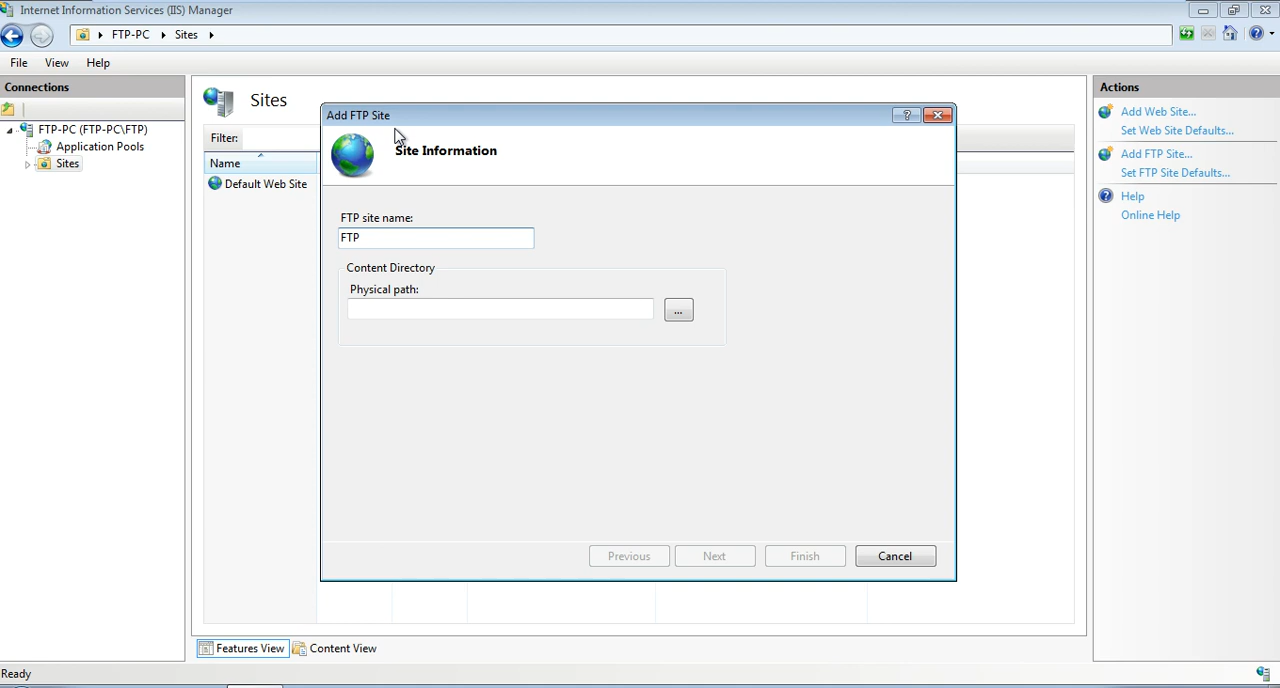 Internet Information Services (IIS) Manager
FTP-PC Sites
File View Help
Connections
FTP-PC (FTP-PC\FTP)
Application Pools
Sites
Sites
Filter:
Name
Default Web Site
Add FTP Site
Site Information
FTP site name:
FTP
Content Directory
Physical path:
...
Previous Next Finish Cancel
Features View Content View
Actions
Add Web Site...
Set Web Site Defaults...
Add FTP Site...
Set FTP Site Defaults...
Help
Online Help
Ready